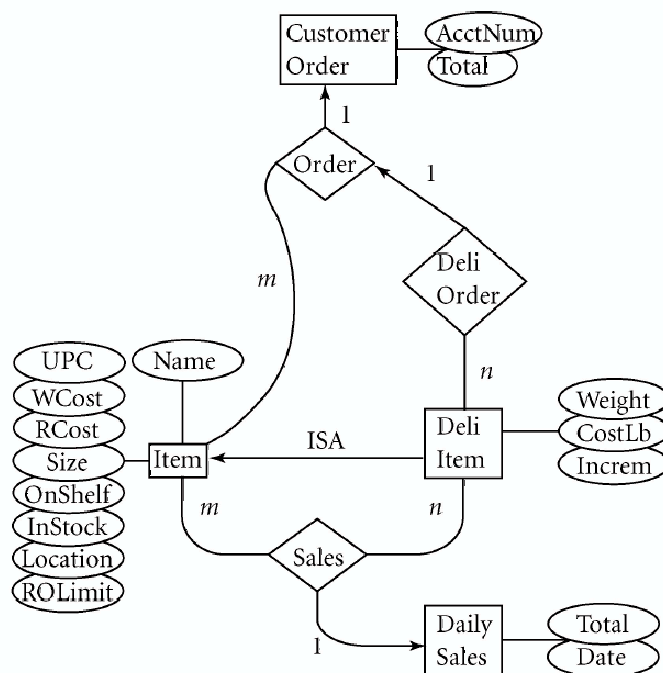 Customer
Order
AcctNum
Total
1
Order
1
m
Deli
Order
n
UPC
Name
WCost
RCost
Size
OnShelf
InStock
Location
ROLimit
Item
ISA
Deli
Item
Weight
CostLb
Increm
m
n
Sales
1
Daily
Sales
Total
Date